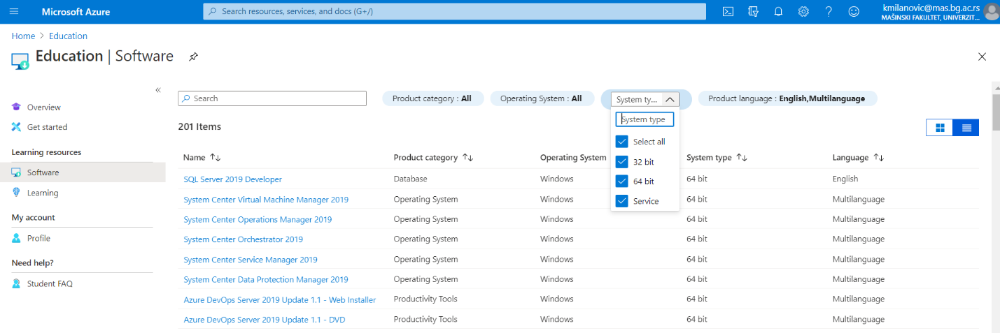 Microsoft Azure
Search resources, services, and docs (G+/)
kmilanovic@mas.bg.ac.rs
MAŠINSKI FAKULTET, UNIVERZIT...
Home > Education
Education | Software
Overview
Get started
Learning resources
Software
Learning
My account
Profile
Need help?
Student FAQ
Search
Product category : All
Operating System : All
System ty...
Product language : English,Multilanguage
System type
Select all
32 bit
64 bit
Service
201 Items
Name Product category Operating System System type Language
SQL Server 2019 Developer Database Windows 64 bit English
System Center Virtual Machine Manager 2019 Operating System Windows 64 bit Multilanguage
System Center Operations Manager 2019 Operating System Windows 64 bit Multilanguage
System Center Orchestrator 2019 Operating System Windows 64 bit Multilanguage
System Center Service Manager 2019 Operating System Windows 64 bit Multilanguage
System Center Data Protection Manager 2019 Operating System Windows 64 bit Multilanguage
Azure DevOps Server 2019 Update 1.1 - Web Installer Productivity Tools Windows 64 bit Multilanguage
Azure DevOps Server 2019 Update 1.1 - DVD Productivity Tools Windows 64 bit Multilanguage